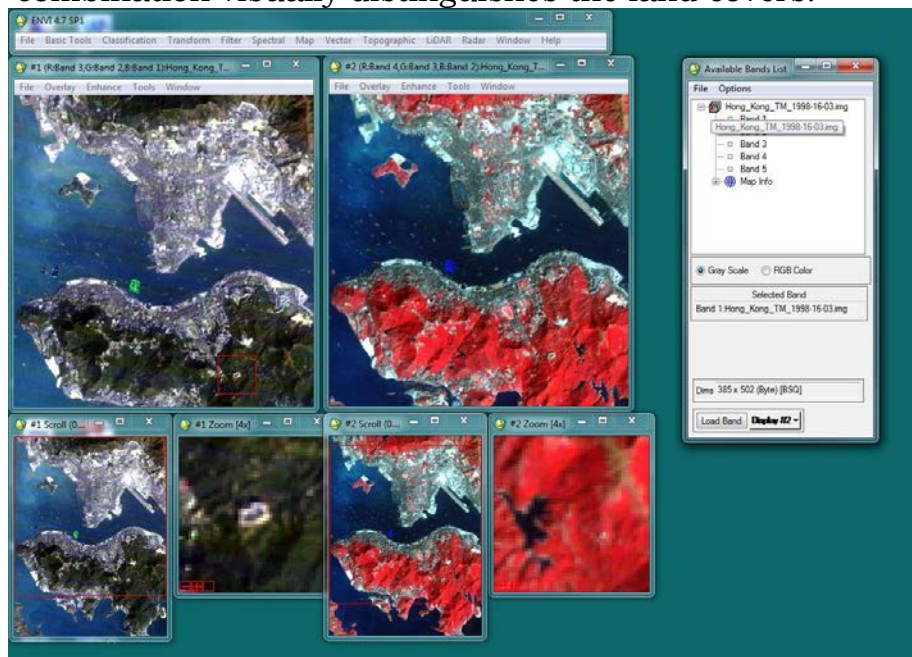 combination visually distinguishes the land covers.
ENVI 4.7 SP1
File Basic Tools Classification Transform Filter Spectral Map Vector Topographic LiDAR Radar Window Help
#1 (R:Band 3,G:Band 2,B:Band 1):Hong_Kong_T...
File Overlay Enhance Tools Window
#2 (R:Band 4,G:Band 3,B:Band 2):Hong_Kong_T...
File Overlay Enhance Tools Window
Available Bands List
File Options
Hong_Kong_TM_1998-16-03.img
Band 1
Hong_Kong_TM_1998-16-03.img
Band 3
Band 4
Band 5
Map Info
Gray Scale RGB Color
Selected Band
Band 1:Hong_Kong_TM_1998-16-03.img
Dims 385 x 502 (Byte) [BSQ]
Load Band Display #2
#1 Scroll (0....
#1 Zoom [4x]
#2 Scroll (0....
#2 Zoom [4x]